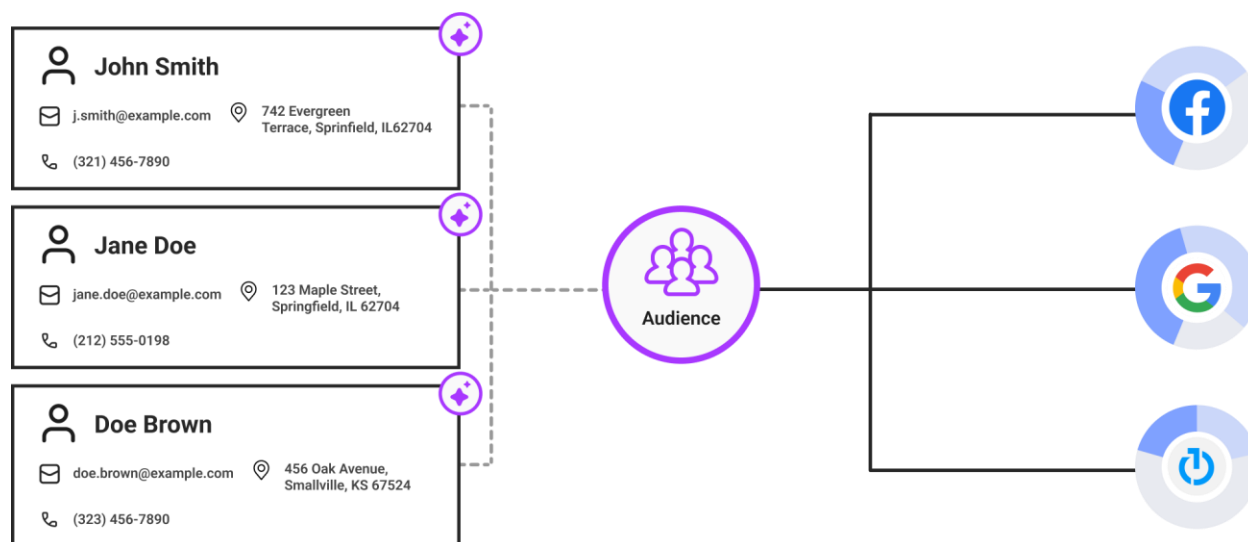 John Smith
j.smith@example.com
742 Evergreen
Terrace, Sprinfield, IL62704
(321) 456-7890
Jane Doe
jane.doe@example.com
123 Maple Street,
Springfield, IL 62704
(212) 555-0198
Doe Brown
doe.brown@example.com
456 Oak Avenue,
Smallville, KS 67524
(323) 456-7890
Audience